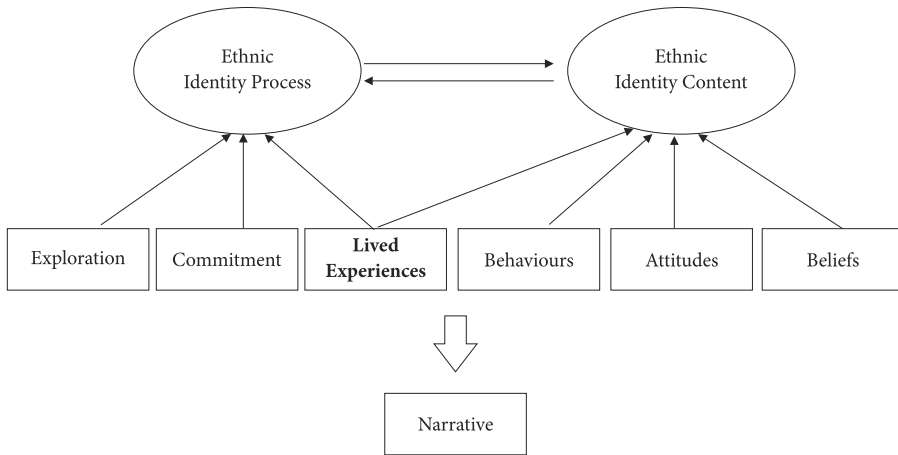 Ethnic
Identity Process
Ethnic
Identity Content
Exploration
Commitment
Lived
Experiences
Behaviours
Attitudes
Beliefs
Narrative